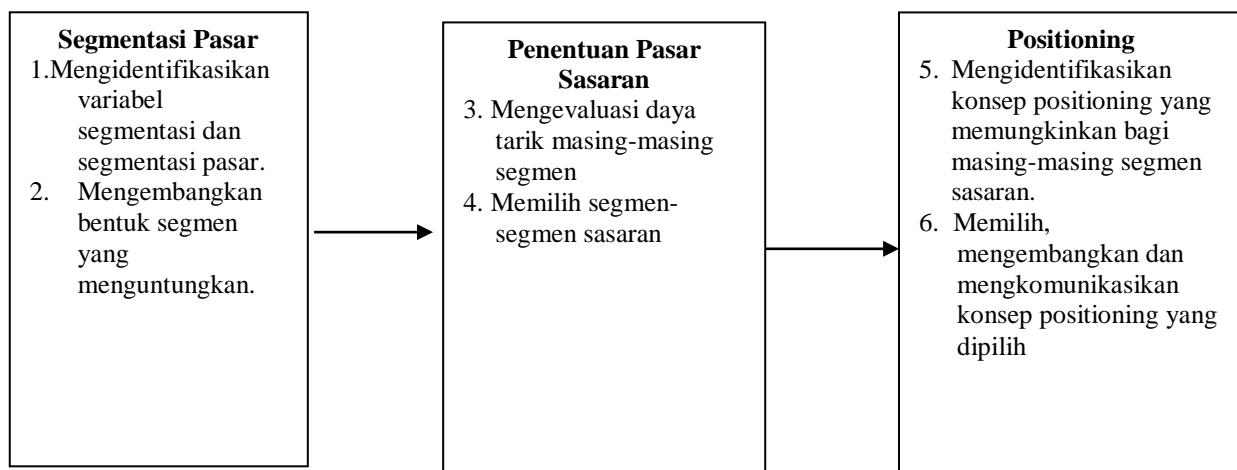 Segmentasi Pasar
1.Mengidentifikasikan
variabel
segmentasi dan
segmentasi pasar.
2. Mengembangkan
bentuk segmen
yang
menguntungkan.
Penentuan Pasar
Sasaran
3. Mengevaluasi daya
tarik masing-masing
segmen
4. Memilih segmen-
segmen sasaran
Positioning
5. Mengidentifikasikan
konsep positioning yang
memungkinkan bagi
masing-masing segmen
sasaran.
6. Memilih,
mengembangkan dan
mengkomunikasikan
konsep positioning yang
dipilih